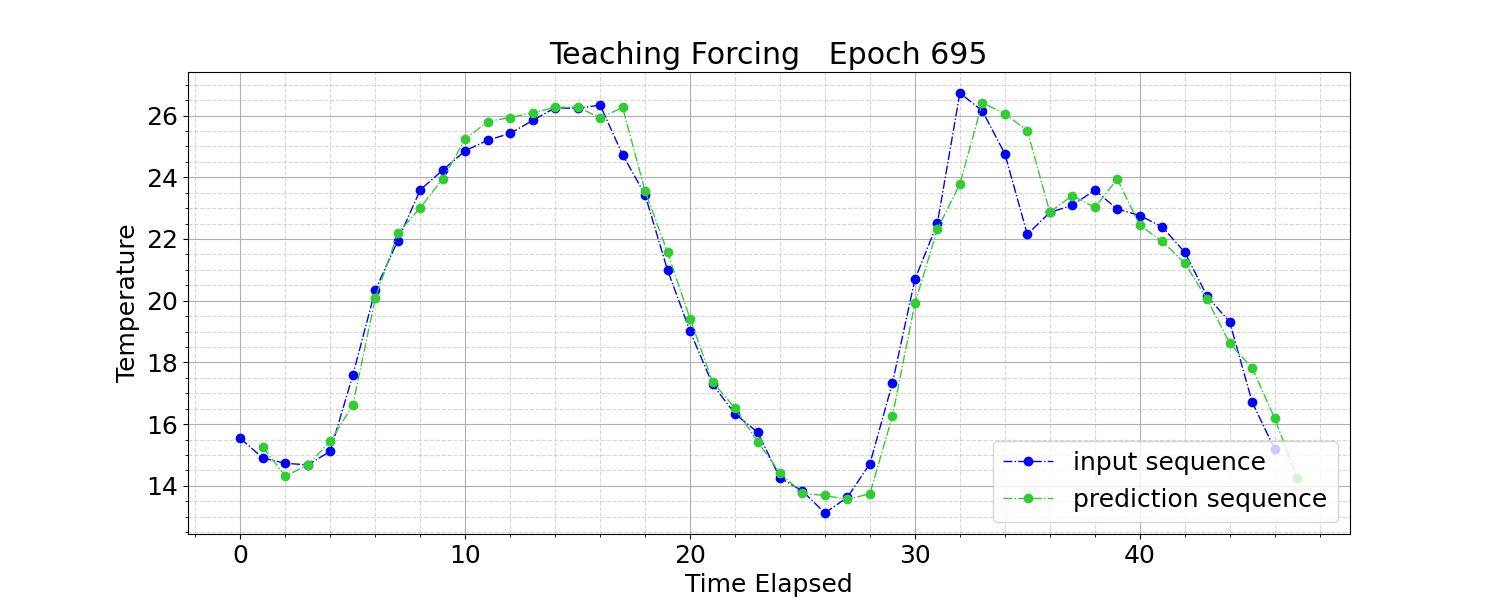 Teaching Forcing   Epoch 695
26
24
22
20
18
16
14
Temperature
input sequence
prediction sequence
0 10 20 30 40
Time Elapsed